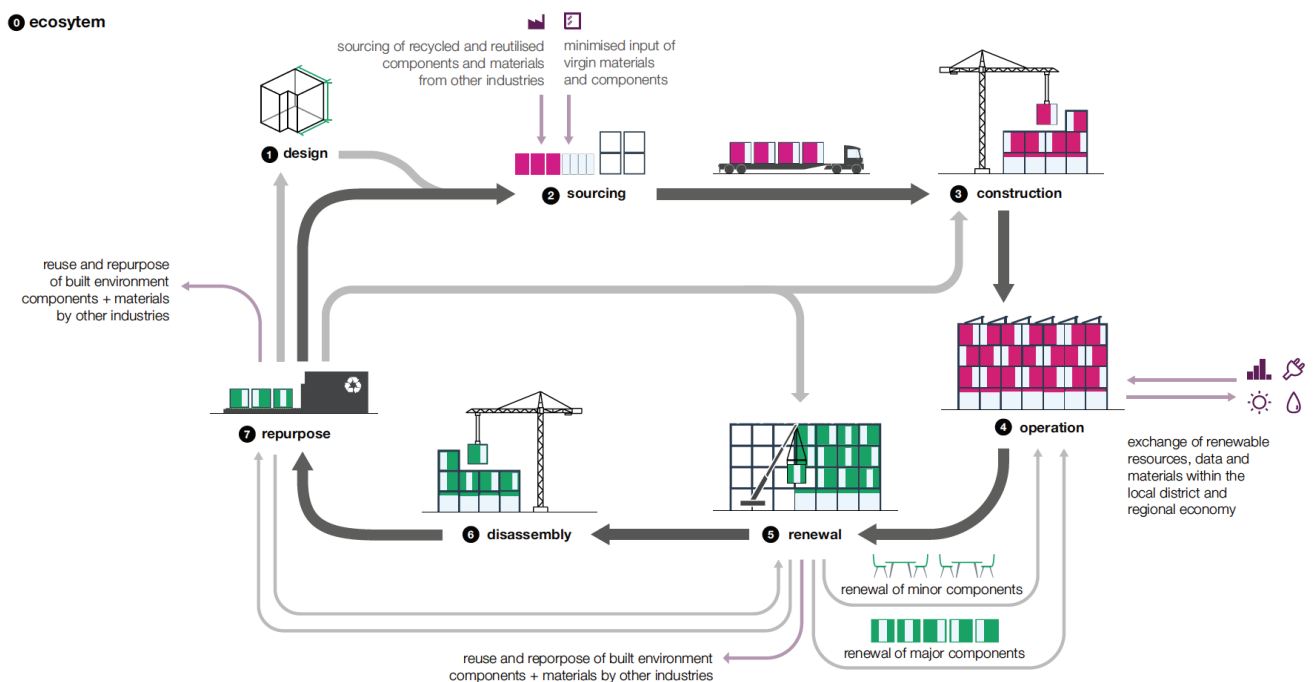 0 ecosytem
sourcing of recycled and reutilised
components and materials
from other industries
minimised input of
virgin materials
and components
1 design
2 sourcing
3 construction
reuse and repurpose
of built environment
components + materials
by other industries
7 repurpose
4 operation
exchange of renewable
resources, data and
materials within the
local district and
regional economy
6 disassembly
5 renewal
renewal of minor components
renewal of major components
reuse and reporpose of built environment
components + materials by other industries